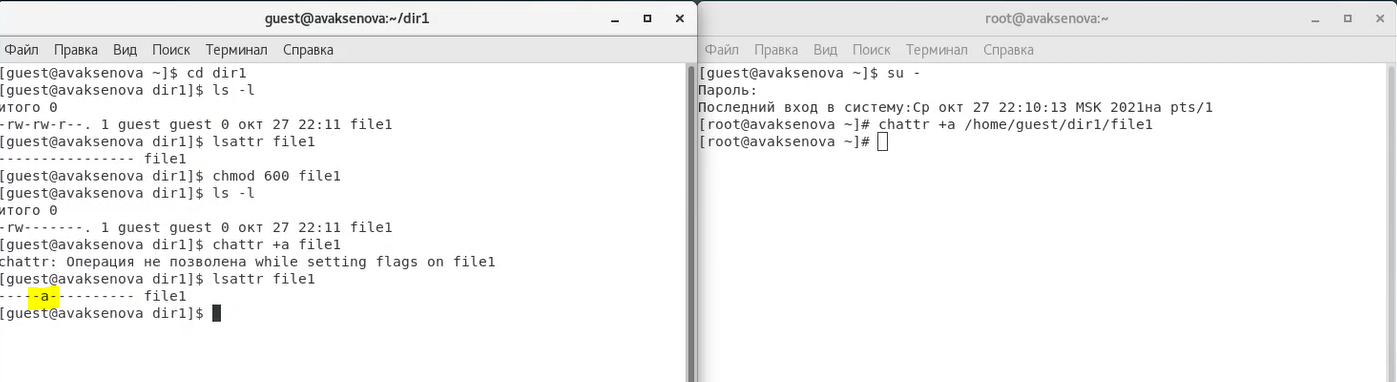 guest@avaksenova:~/dir1
Файл Правка Вид Поиск Терминал Справка
[guest@avaksenova ~]$ cd dir1
[guest@avaksenova dir1]$ ls -l
итого 0
-rw-rw-r--. 1 guest guest 0 окт 27 22:11 file1
[guest@avaksenova dir1]$ lsattr file1
---------------- file1
[guest@avaksenova dir1]$ chmod 600 file1
[guest@avaksenova dir1]$ ls -l
итого 0
-rw-------. 1 guest guest 0 окт 27 22:11 file1
[guest@avaksenova dir1]$ chattr +a file1
chattr: Операция не позволена while setting flags on file1
[guest@avaksenova dir1]$ lsattr file1
-----a---------- file1
[guest@avaksenova dir1]$
root@avaksenova:~
Файл Правка Вид Поиск Терминал Справка
[guest@avaksenova ~]$ su -
Пароль:
Последний вход в систему:Ср окт 27 22:10:13 MSK 2021на pts/1
[root@avaksenova ~]# chattr +a /home/guest/dir1/file1
[root@avaksenova ~]#